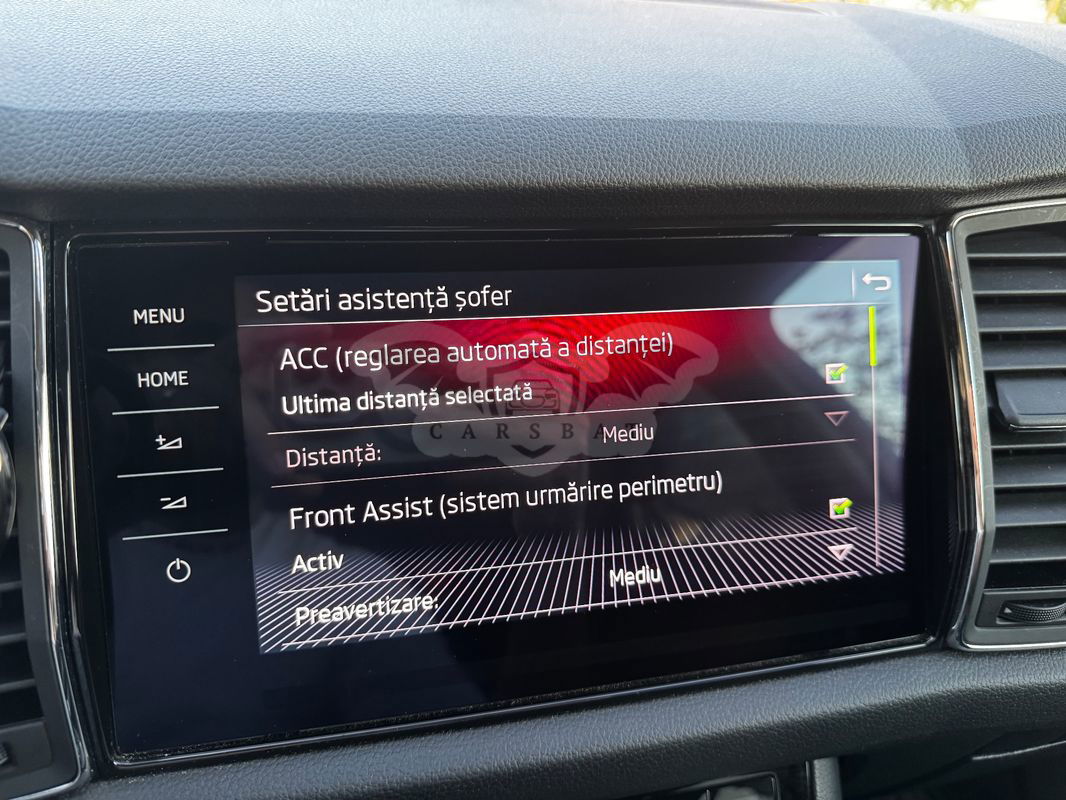 MENU
HOME
Setări asistență șofer
ACC (reglarea automată a distanței)
Ultima distanță selectată
Distanță: Mediu
Front Assist (sistem urmărire perimetru)
Activ
Preavertizare: Mediu
CARSBAT